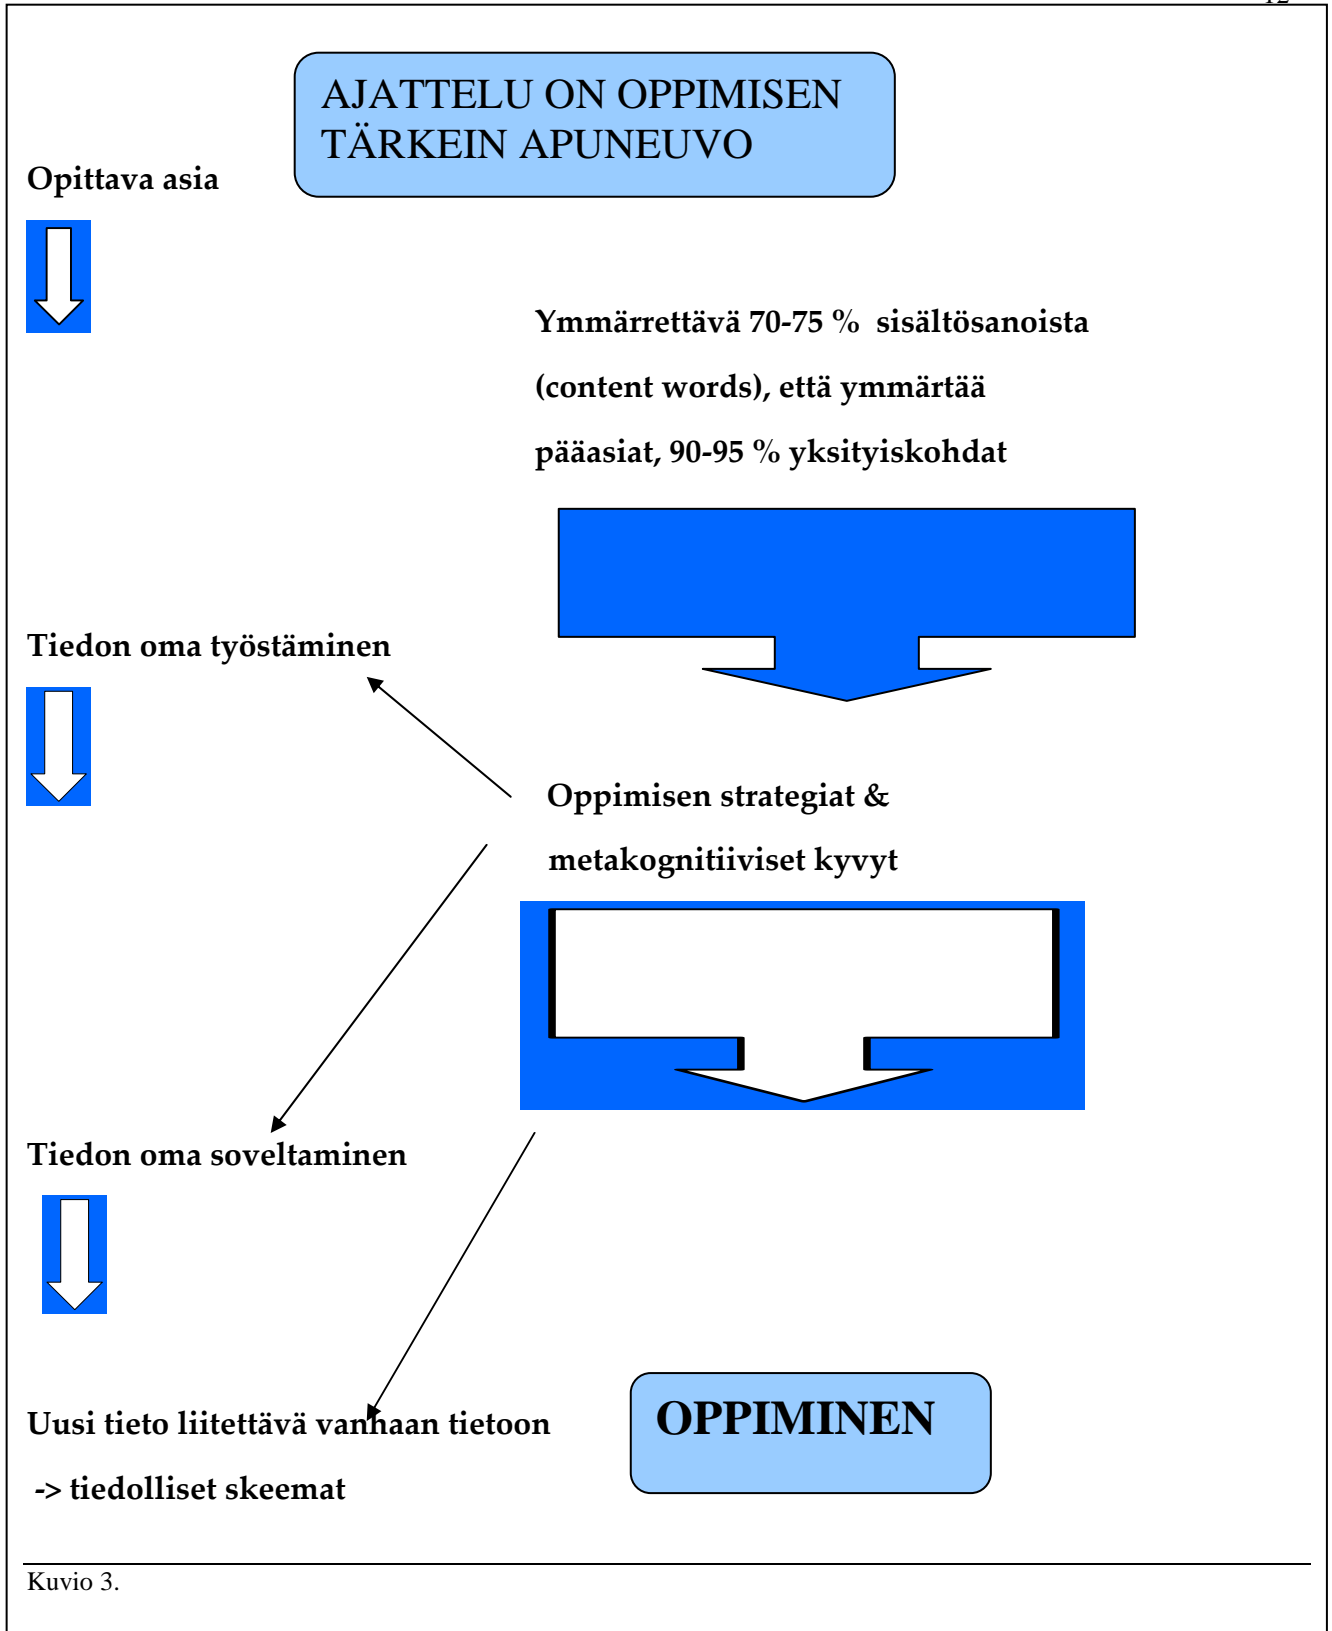 12
AJATTELU ON OPPIMISEN
TÄRKEIN APUNEUVO
Opittava asia
Ymmärrettävä 70-75 % sisältösanoista
(content words), että ymmärtää
pääasiat, 90-95 % yksityiskohdat
Tiedon oma työstäminen
Oppimisen strategiat &
metakognitiiviset kyvyt
Tiedon oma soveltaminen
Uusi tieto liitettävä vanhaan tietoon
-> tiedolliset skeemat
OPPIMINEN
Kuvio 3.